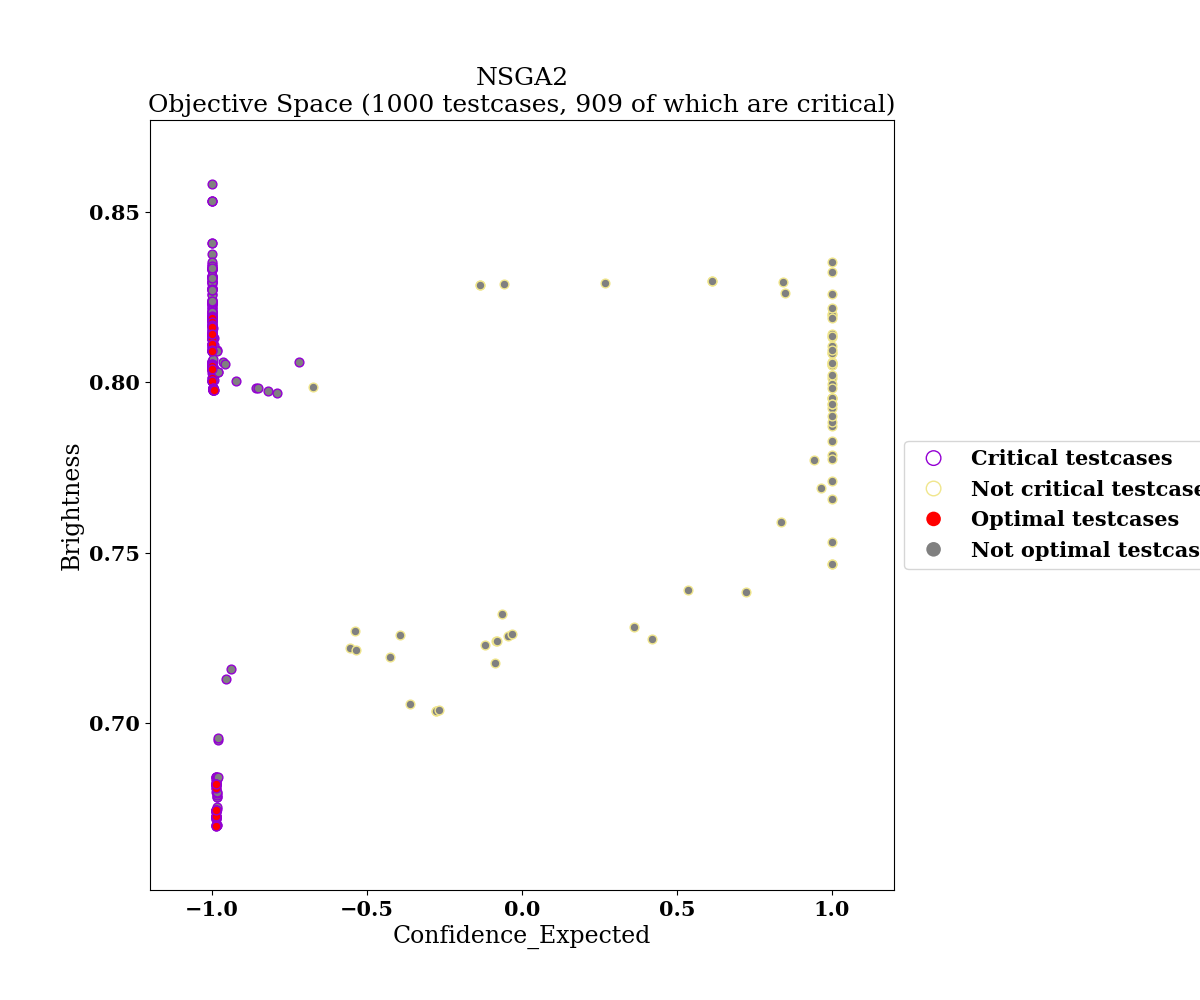 NSGA2
Objective Space (1000 testcases, 909 of which are critical)
0.85
0.80
0.75
0.70
Brightness
−1.0
−0.5
0.0
0.5
1.0
Confidence_Expected
Critical testcases
Not critical testcase
Optimal testcases
Not optimal testcas